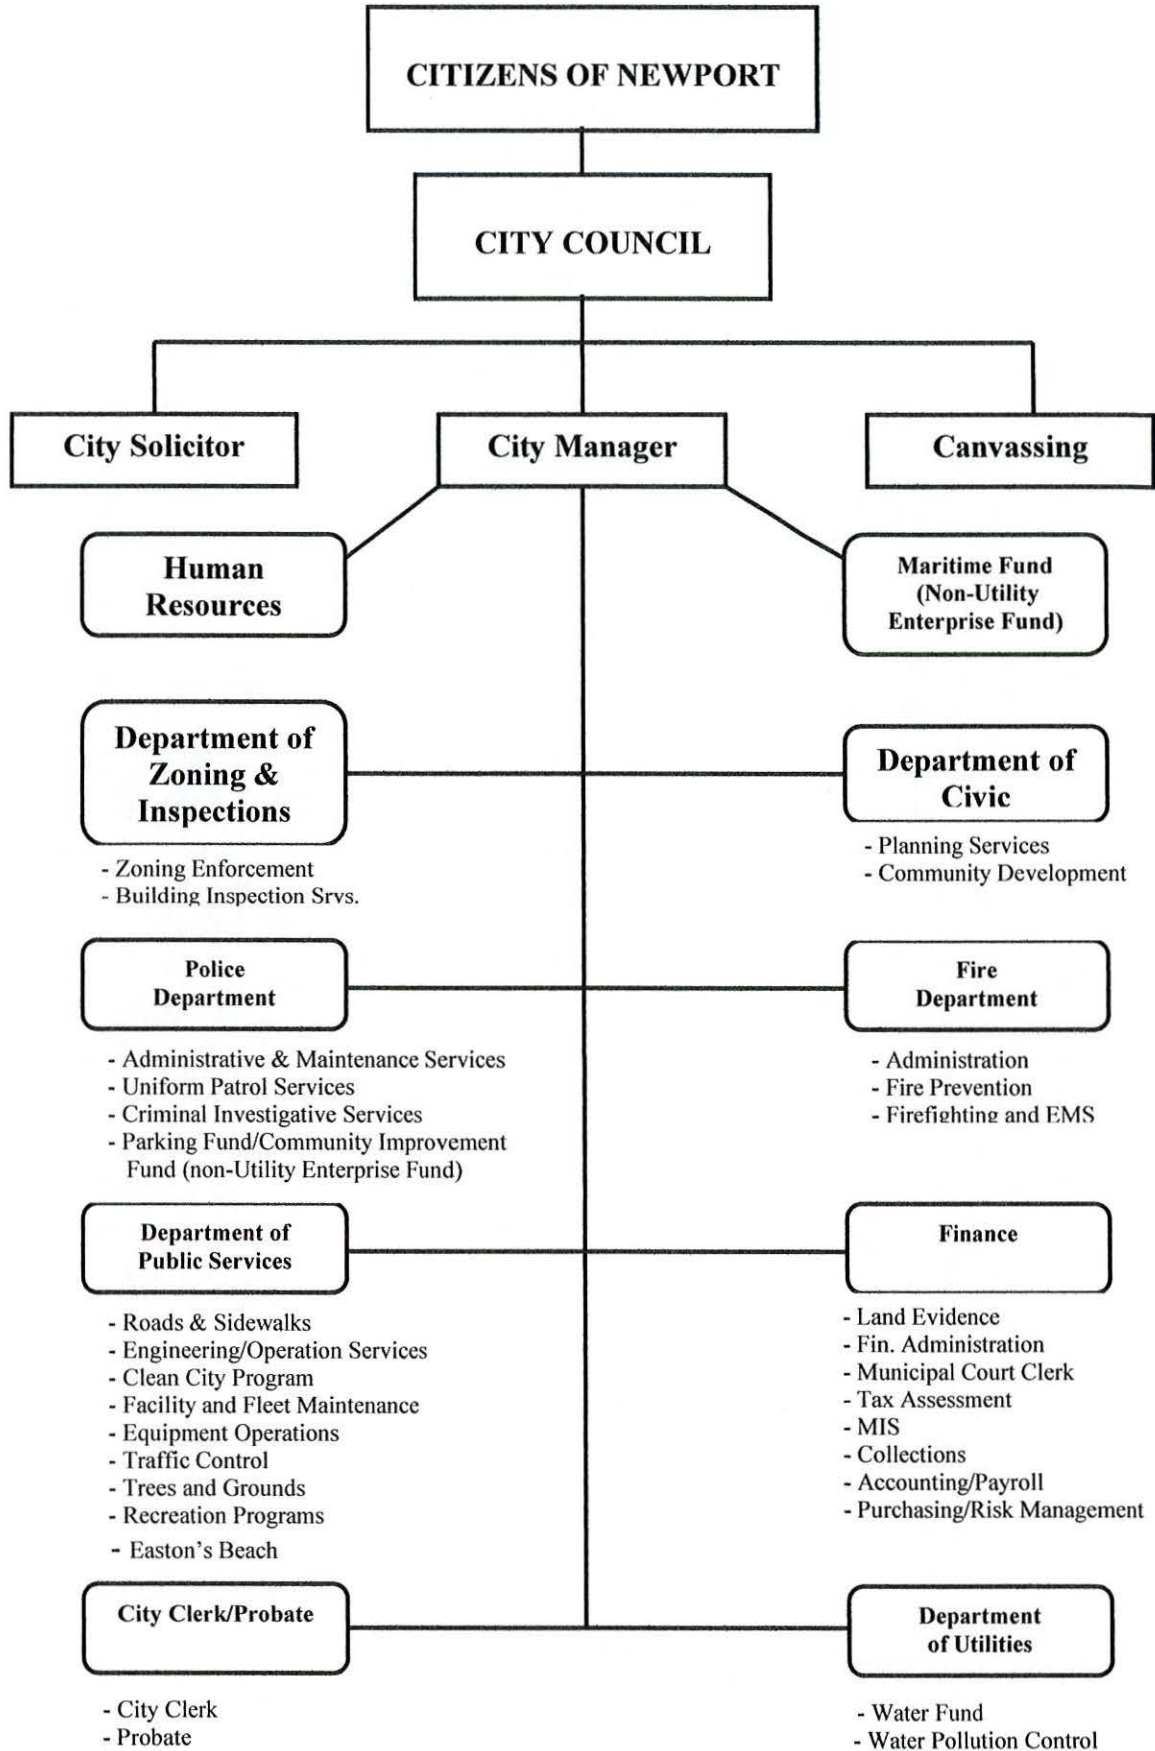 CITIZENS OF NEWPORT
CITY COUNCIL
City Solicitor
City Manager
Canvassing
Human
Resources
Maritime Fund
(Non-Utility
Enterprise Fund)
Department of
Zoning &
Inspections
- Zoning Enforcement
- Building Inspection Srvs.
Department of
Civic
- Planning Services
- Community Development
Police
Department
- Administrative & Maintenance Services
- Uniform Patrol Services
- Criminal Investigative Services
- Parking Fund/Community Improvement
Fund (non-Utility Enterprise Fund)
Fire
Department
- Administration
- Fire Prevention
- Firefighting and EMS
Department of
Public Services
- Roads & Sidewalks
- Engineering/Operation Services
- Clean City Program
- Facility and Fleet Maintenance
- Equipment Operations
- Traffic Control
- Trees and Grounds
- Recreation Programs
- Easton's Beach
Finance
- Land Evidence
- Fin. Administration
- Municipal Court Clerk
- Tax Assessment
- MIS
- Collections
- Accounting/Payroll
- Purchasing/Risk Management
City Clerk/Probate
- City Clerk
- Probate
Department
of Utilities
- Water Fund
- Water Pollution Control